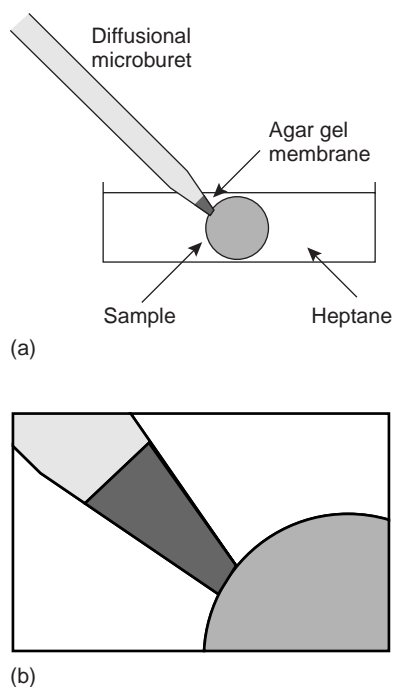 Diffusional
microburet
Agar gel
membrane
Sample
Heptane
(a)
(b)